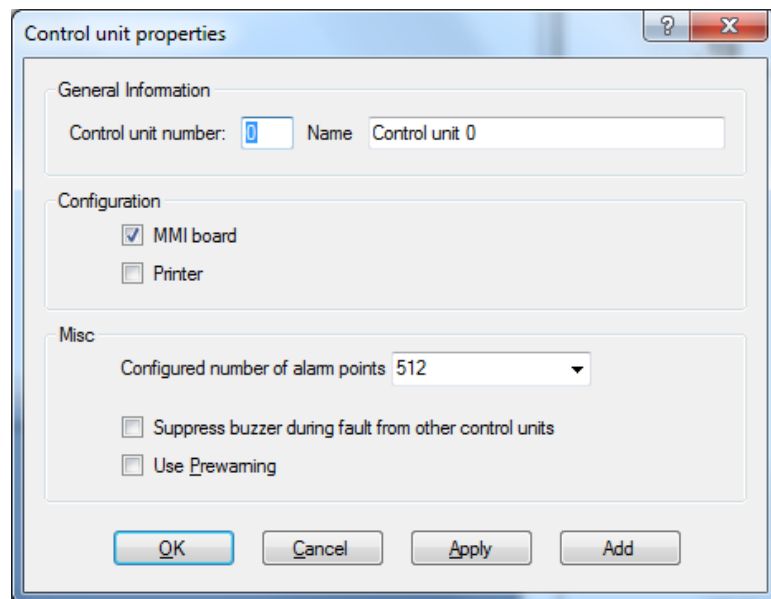 Control unit properties
General Information
Control unit number: 0 Name Control unit 0
Configuration
MMI board
Printer
Misc
Configured number of alarm points 512
Suppress buzzer during fault from other control units
Use Prewarning
OK Cancel Apply Add